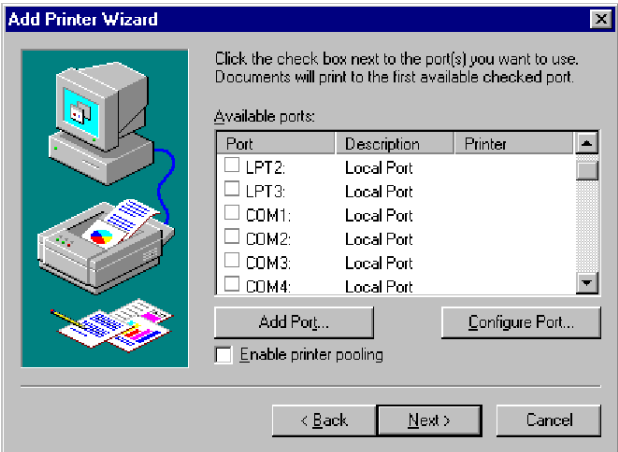 Add Printer Wizard
Click the check box next to the port(s) you want to use.
Documents will print to the first available checked port.
Available ports:
Port Description Printer
LPT2: Local Port
LPT3: Local Port
COM1: Local Port
COM2: Local Port
COM3: Local Port
COM4: Local Port
Add Port... Configure Port...
Enable printer pooling
< Back Next > Cancel